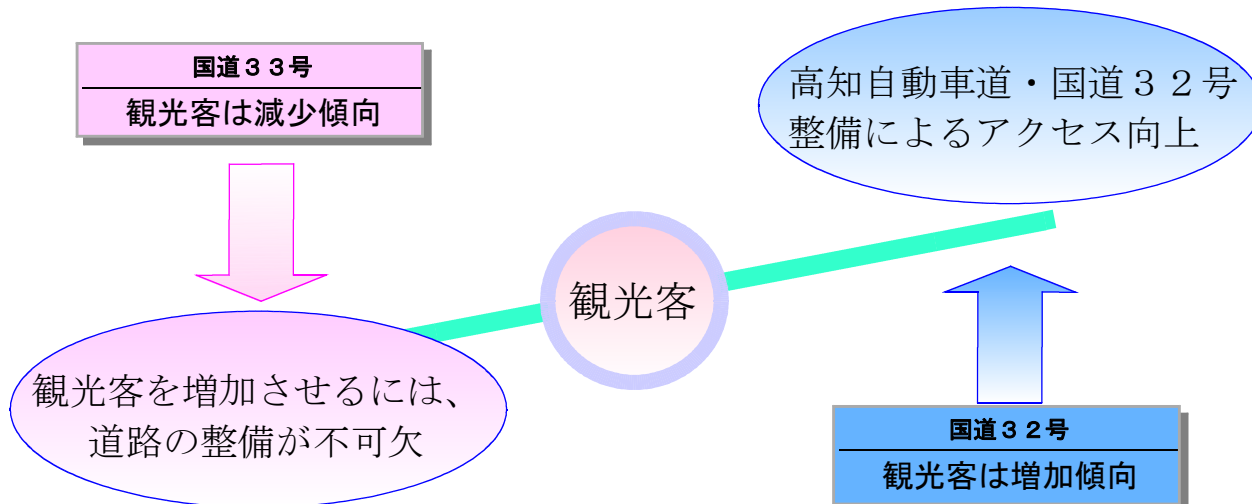 国道３３号
観光客は減少傾向
高知自動車道・国道３２号
整備によるアクセス向上
観光客
観光客を増加させるには、
道路の整備が不可欠
国道３２号
観光客は増加傾向